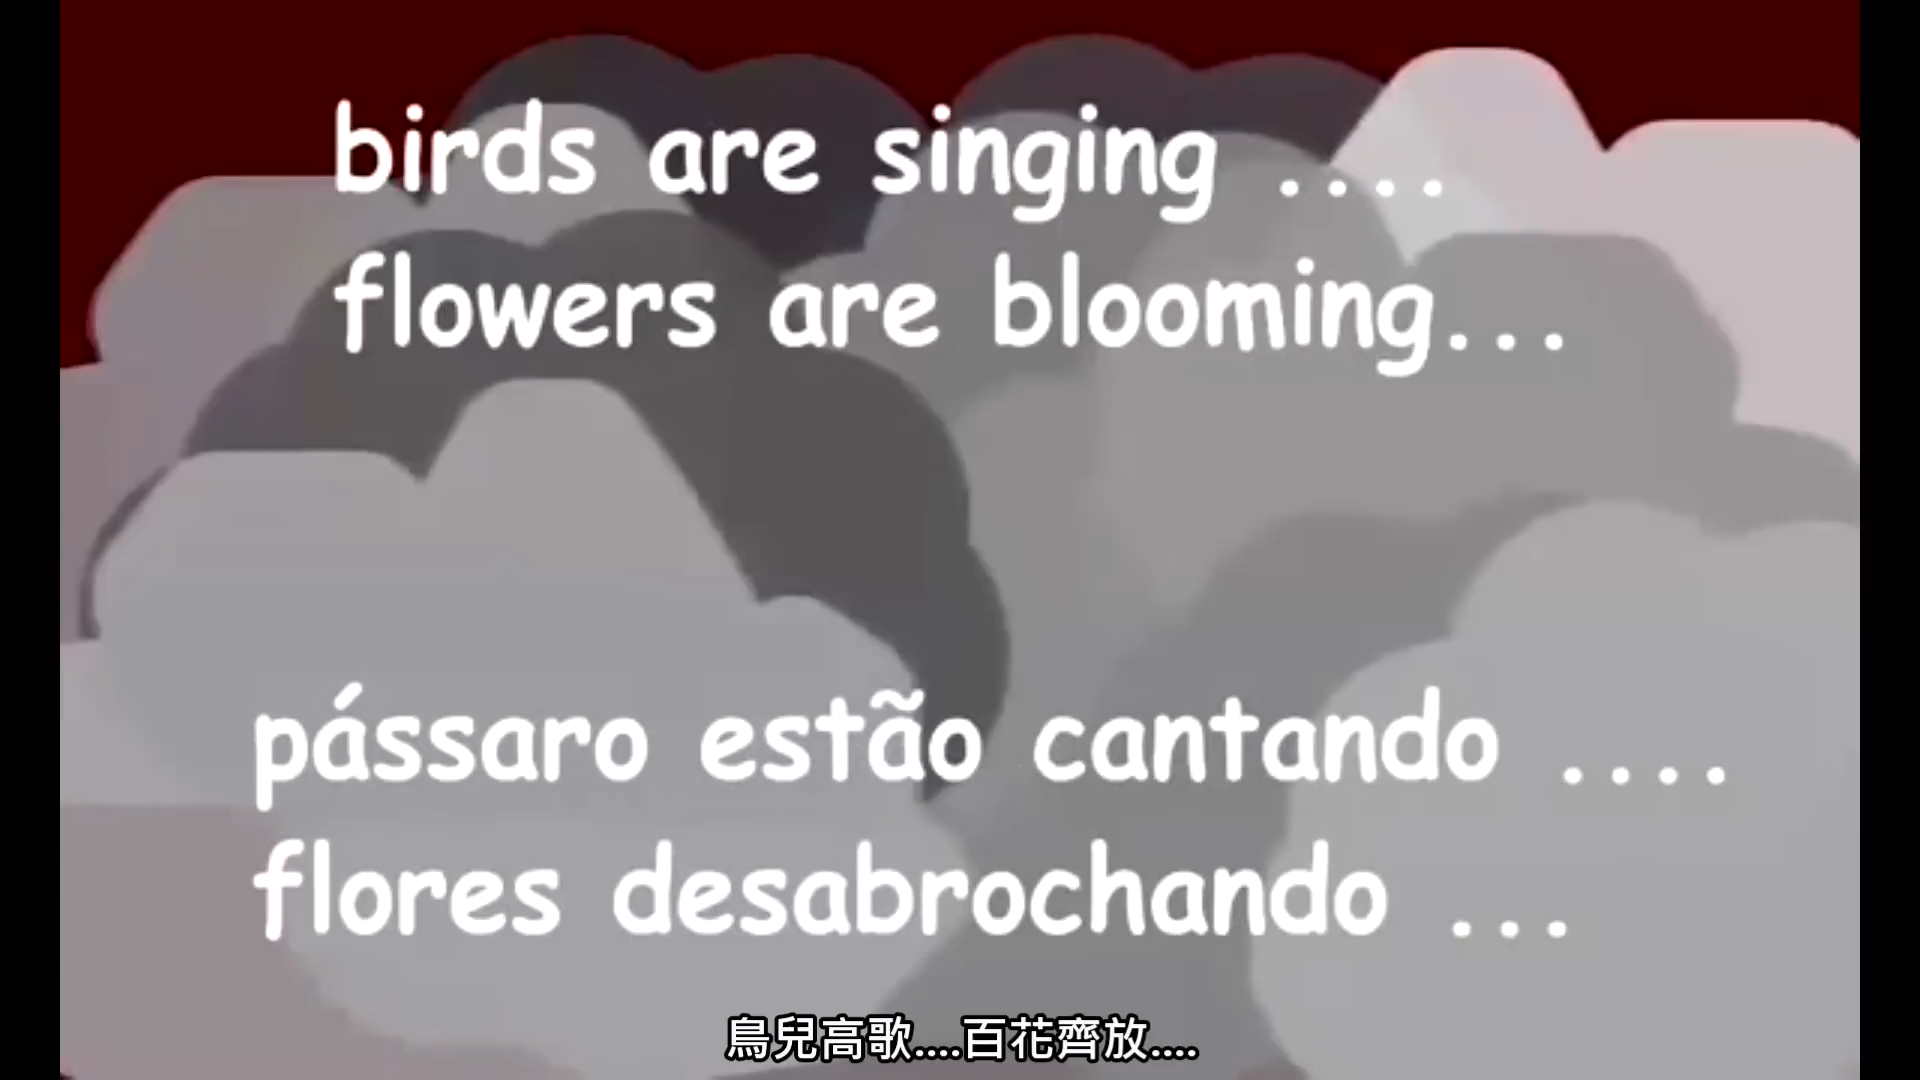 birds are singing ....
flowers are blooming...
pássaro estão cantando ....
flores desabrochando ...
鳥兒高歌....百花齊放....